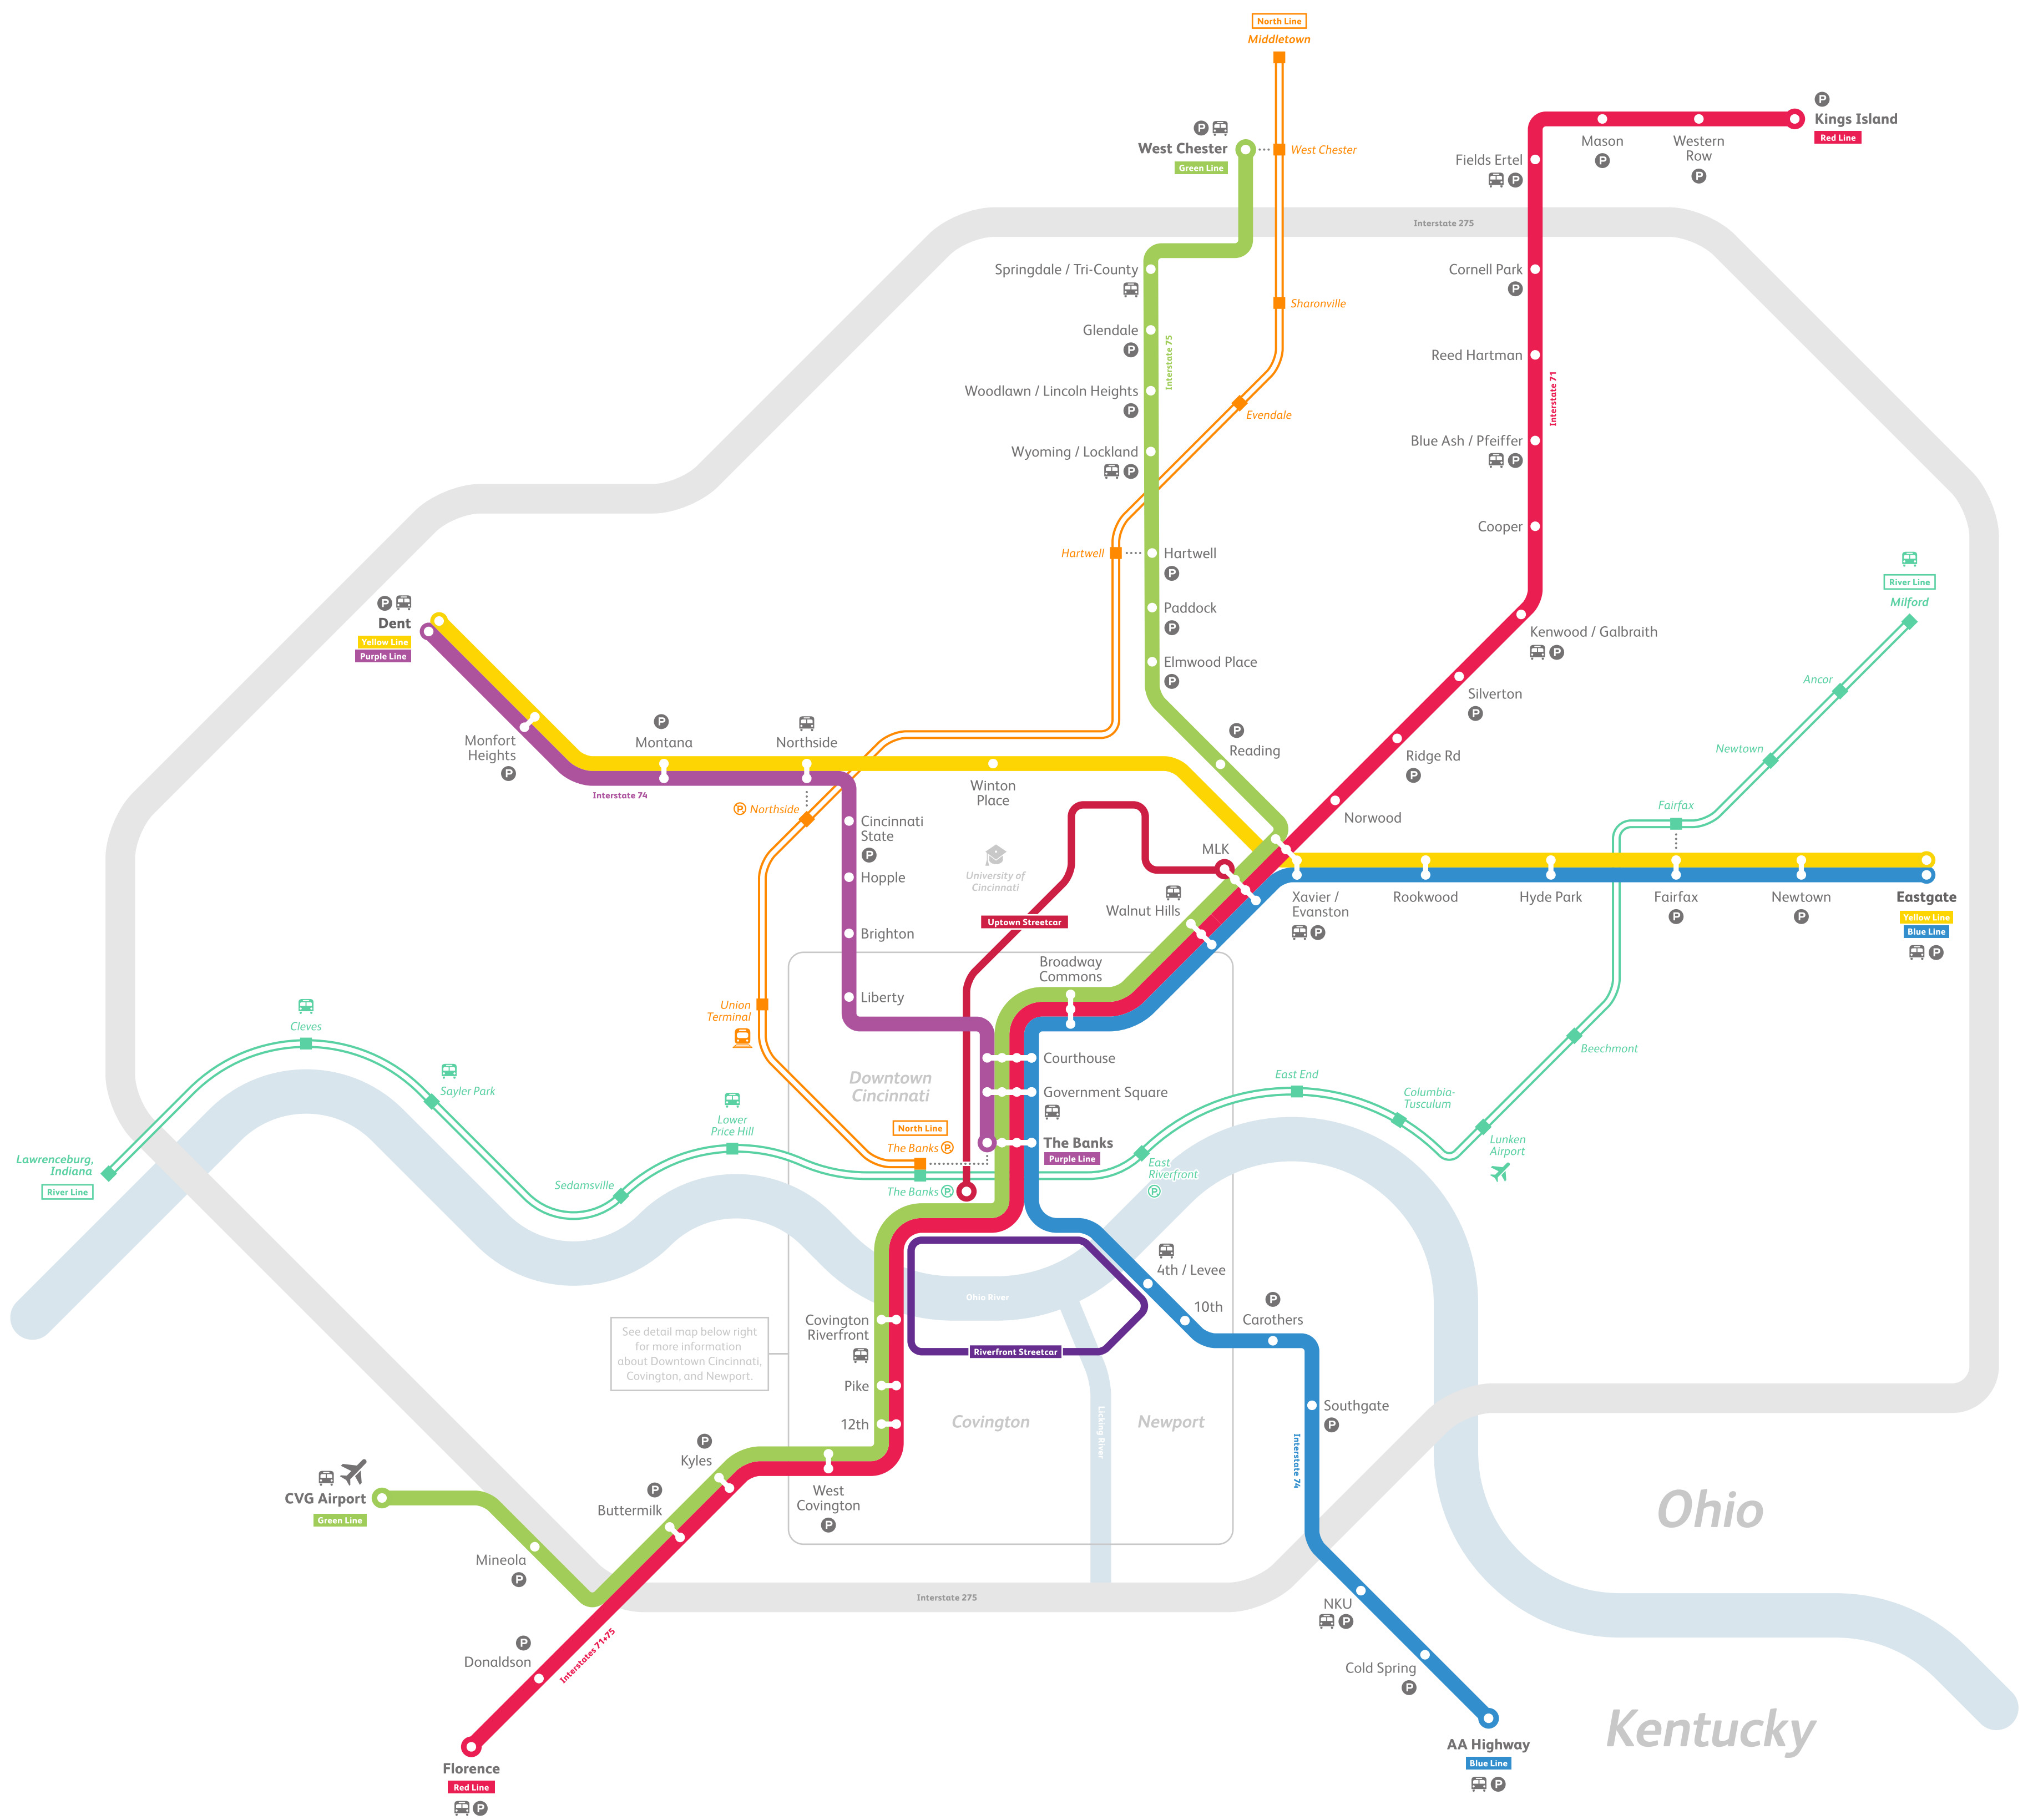 North Line
Middletown
West Chester
Green Line
West Chester
Kings Island
Red Line
Mason
Western
Row
Fields Ertel
Interstate 275
Springdale / Tri-County
Cornell Park
Sharonville
Glendale
Interstate 75
Reed Hartman
Interstate 71
Woodlawn / Lincoln Heights
Evendale
Wyoming / Lockland
Blue Ash / Pfeiffer
Cooper
Hartwell
Hartwell
River Line
Milford
Paddock
Dent
Yellow Line
Purple Line
Kenwood / Galbraith
Elmwood Place
Ancor
Silverton
Monfort
Heights
Montana
Northside
Reading
Ridge Rd
Newtown
Winton
Place
Interstate 74
Northside
Fairfax
Norwood
Cincinnati
State
MLK
University of
Cincinnati
Hopple
Walnut Hills
Xavier /
Evanston
Rookwood
Hyde Park
Fairfax
Newtown
Eastgate
Yellow Line
Blue Line
Uptown Streetcar
Brighton
Broadway
Commons
Liberty
Union
Terminal
Cleves
Beechmont
Courthouse
Downtown
Cincinnati
Government Square
Sayler Park
East End
Columbia-
Tusculum
Lower
Price Hill
North Line
The Banks
The Banks
Purple Line
Lunken
Airport
Lawrenceburg,
Indiana
River Line
East
Riverfront
Sedamsville
The Banks
4th / Levee
Ohio River
10th
Carothers
Covington
Riverfront
See detail map below right
for more information
about Downtown Cincinnati,
Covington, and Newport.
Riverfront Streetcar
Pike
12th
Covington
Newport
Licking River
Southgate
Interstate 74
Kyles
West
Covington
CVG Airport
Green Line
Buttermilk
Ohio
Mineola
Interstate 275
NKU
Donaldson
Interstates 71+75
Cold Spring
Kentucky
AA Highway
Blue Line
Florence
Red Line